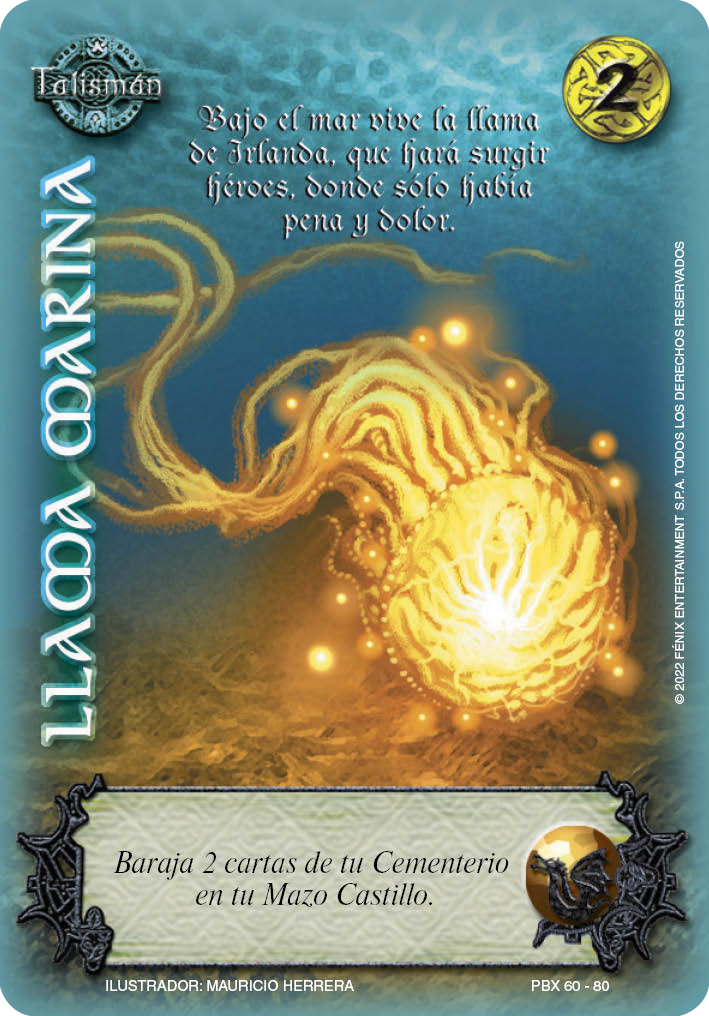 Talismán
2
Bajo el mar vive la llama
de Irlanda, que hará surgir
héroes, donde sólo había
pena y dolor.
LLAMA MARINA
© 2022 FÉNIX ENTERTAINMENT S.P.A. TODOS LOS DERECHOS RESERVADOS
Baraja 2 cartas de tu Cementerio
en tu Mazo Castillo.
ILUSTRADOR: MAURICIO HERRERA
PBX 60 - 80